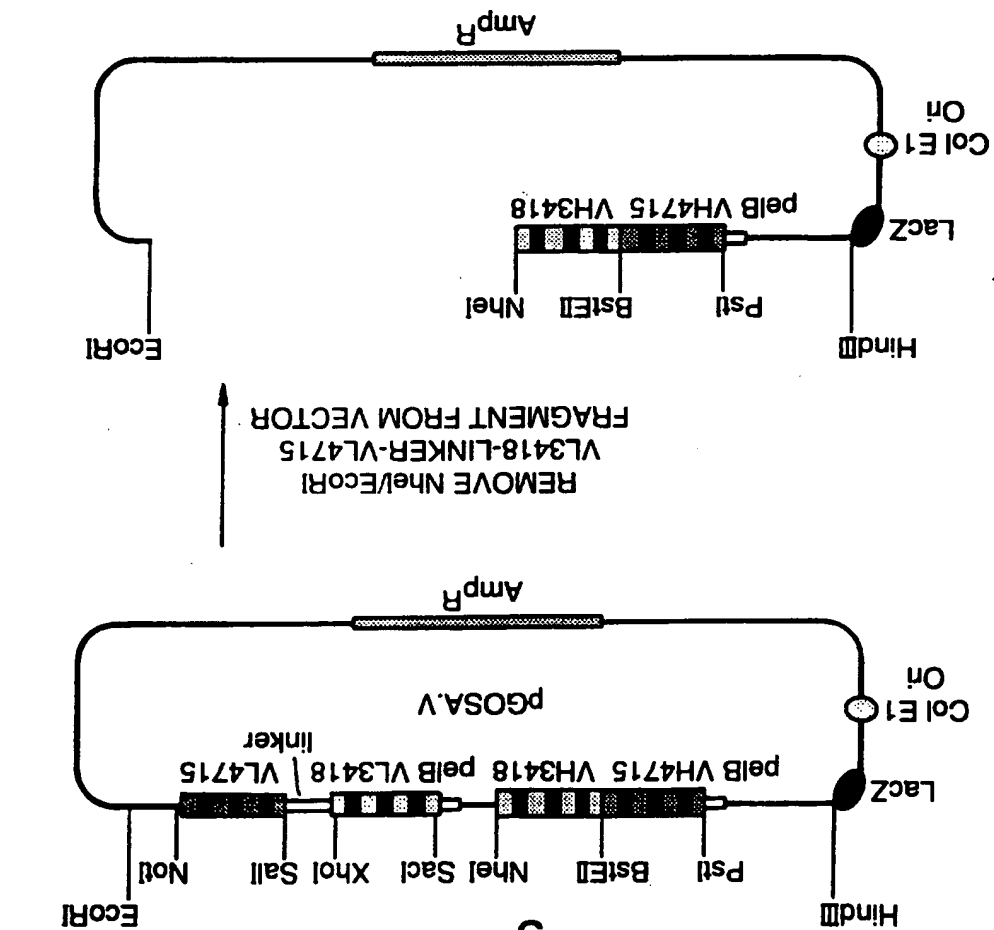 HindIII EcoRI
PstI BstEII NheI SacI XhoI SalI NotI
LacZ
pelB VH4715 VH3418 pelB VL3418 VL4715
linker
Col E1
Ori
pGOSA.V
AmpR
REMOVE NheI/EcoRI
VL3418-LINKER-VL4715
FRAGMENT FROM VECTOR
HindIII EcoRI
PstI BstEII NheI
LacZ
pelB VH4715 VH3418
Col E1
Ori
AmpR